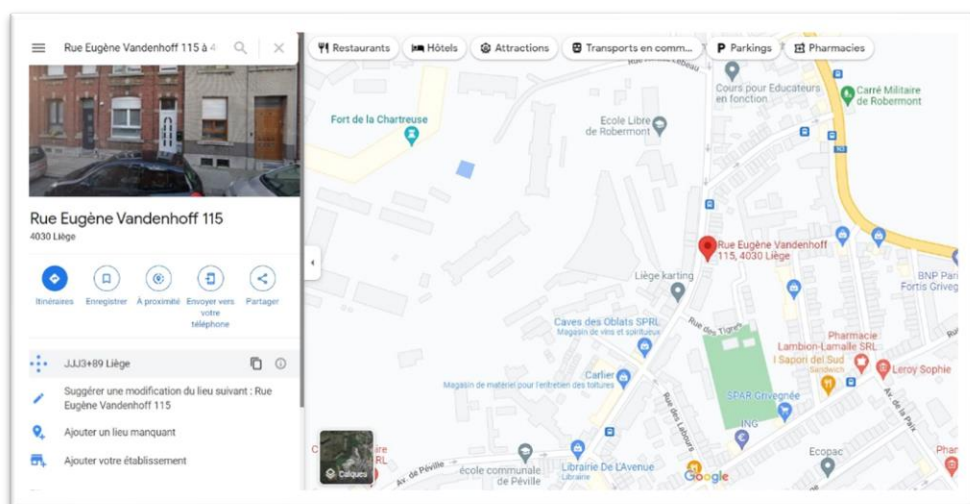 Rue Eugène Vandenhoff 115 à 4
Restaurants
Hôtels
Attractions
Transports en comm...
Parkings
Pharmacies
Rue Eugène Vandenhoff 115
4030 Liège
Itinéraires
Enregistrer
À proximité
Envoyer vers
votre
téléphone
Partager
JJJ3+89 Liège
Suggérer une modification du lieu suivant : Rue
Eugène Vandenhoff 115
Ajouter un lieu manquant
Ajouter votre établissement
Cours pour Educateurs
en fonction
Carré Militaire
de Robermont
Fort de la Chartreuse
Ecole Libre
de Robermont
N3
Rue Eugène Vandenhoff
115, 4030 Liège
Liège karting
BNP Pari
Fortis Griveg
Caves des Oblats SPRL
Magasin de vins et spiritueux
Rue des Tignes
Pharmacie
Lambion-Lamalle SRL
I Sapori del Sud
Sandwich
Leroy Sophie
Carlier
Magasin de matériel pour l'entretien des toitures
SPAR Grivegnée
Rue des Labours
Av. de la Paix
ING
Ecopac
Phar
Av. de Péville
école communale
de Péville
Librairie De L'Avenue
Librairie
Google
Calques